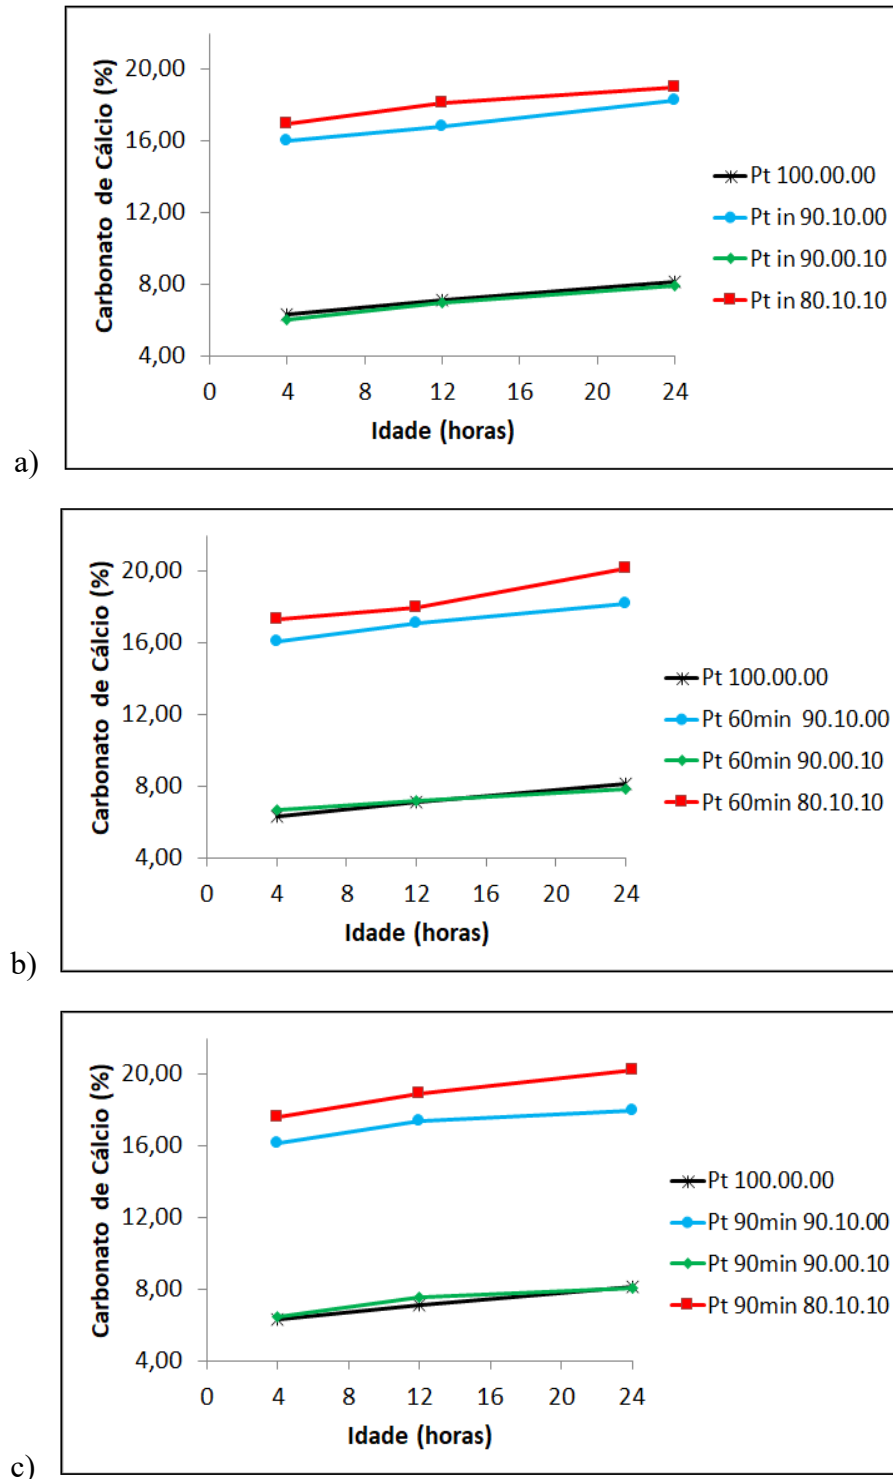 20,00
16,00
12,00
8,00
4,00
Carbonato de Cálcio (%)
0 4 8 12 16 20 24
Idade (horas)
Pt 100.00.00
Pt in 90.10.00
Pt in 90.00.10
Pt in 80.10.10
a)
20,00
16,00
12,00
8,00
4,00
Carbonato de Cálcio (%)
0 4 8 12 16 20 24
Idade (horas)
Pt 100.00.00
Pt 60min 90.10.00
Pt 60min 90.00.10
Pt 60min 80.10.10
b)
20,00
16,00
12,00
8,00
4,00
Carbonato de Cálcio (%)
0 4 8 12 16 20 24
Idade (horas)
Pt 100.00.00
Pt 90min 90.10.00
Pt 90min 90.00.10
Pt 90min 80.10.10
c)